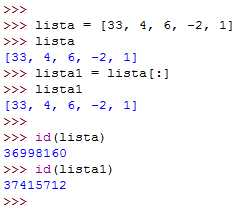 >>>
>>> lista = [33, 4, 6, -2, 1]
>>> lista
[33, 4, 6, -2, 1]
>>> lista1 = lista[:]
>>> lista1
[33, 4, 6, -2, 1]
>>>
>>> id(lista)
36998160
>>> id(lista1)
37415712
>>>